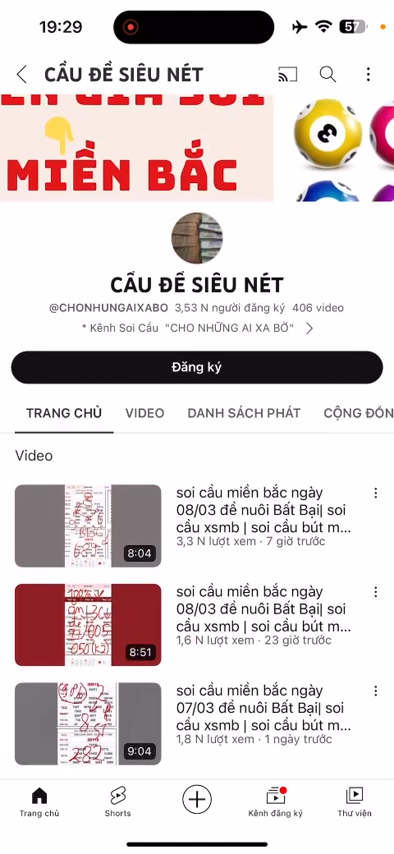 19:29
57
CẦU ĐỀ SIÊU NÉT
MIỀN BẮC
CẦU ĐỀ SIÊU NÉT
@CHONHUNGAIXABO 3,53 N người đăng ký 406 video
* Kênh Soi Cầu "CHO NHỮNG AI XA BỜ"
Đăng ký
TRANG CHỦ VIDEO DANH SÁCH PHÁT CỘNG ĐỒN
Video
soi cầu miền bắc ngày
08/03 đề nuôi Bất Bại| soi
cầu xsmb | soi cầu bút m...
3,3 N lượt xem · 7 giờ trước
8:04
soi cầu miền bắc ngày
08/03 đề nuôi Bất Bại| soi
cầu xsmb | soi cầu bút m...
1,6 N lượt xem · 23 giờ trước
8:51
soi cầu miền bắc ngày
07/03 đề nuôi Bất Bại| soi
cầu xsmb | soi cầu bút m...
1,8 N lượt xem · 1 ngày trước
9:04
Trang chủ Shorts Kênh đăng ký Thư viện